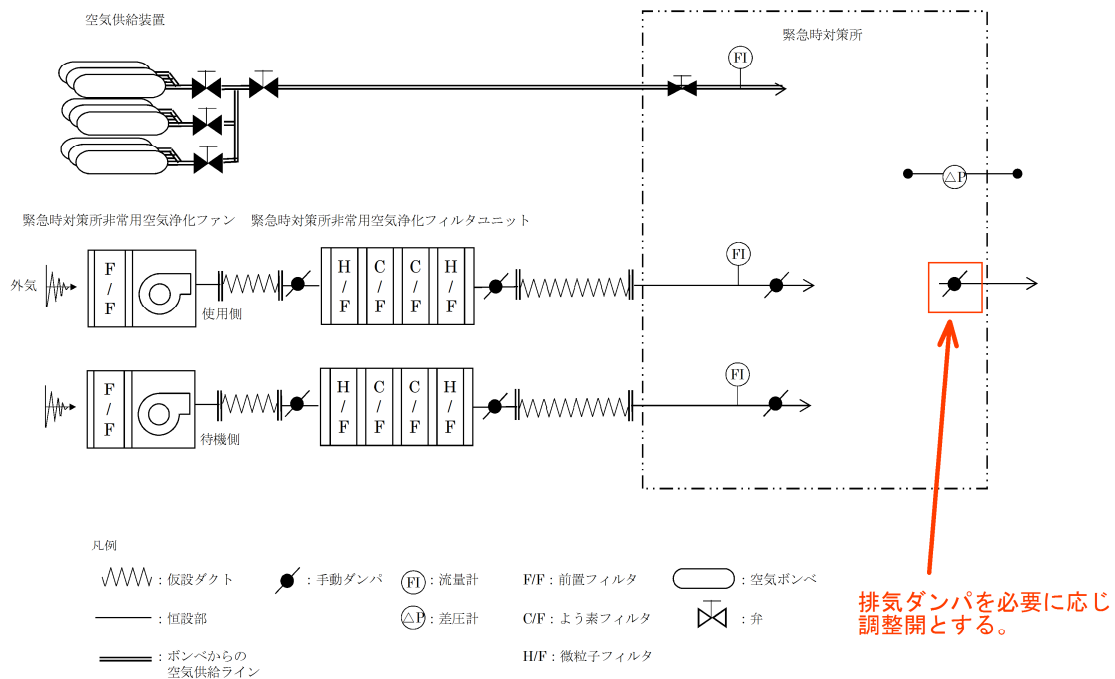 空気供給装置
緊急時対策所
FI
△P
緊急時対策所非常用空気浄化ファン
緊急時対策所非常用空気浄化フィルタユニット
外気
F/F
使用側
H/F
C/F
C/F
H/F
FI
F/F
待機側
H/F
C/F
C/F
H/F
FI
凡例
：仮設ダクト
：手動ダンパ
FI：流量計
F/F：前置フィルタ
：空気ボンベ
：恒設部
△P：差圧計
C/F：よう素フィルタ
：弁
：ボンベからの
空気供給ライン
H/F：微粒子フィルタ
排気ダンパを必要に応じ
調整開とする。